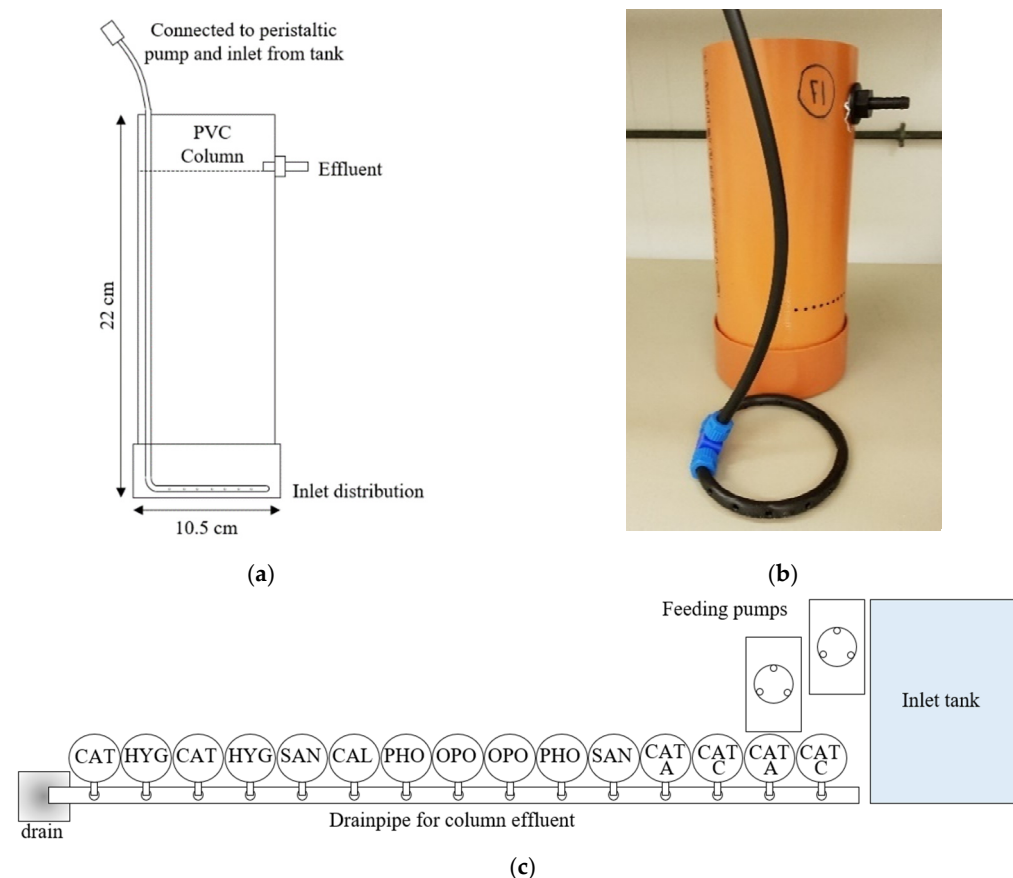 Connected to peristaltic
pump and inlet from tank
PVC
Column
Effluent
22 cm
Inlet distribution
10.5 cm
(a)
F1
(b)
Feeding pumps
Inlet tank
CAT HYG CAT HYG SAN CAL PHO OPO OPO PHO SAN CAT A CAT C CAT A CAT C
drain
Drainpipe for column effluent
(c)